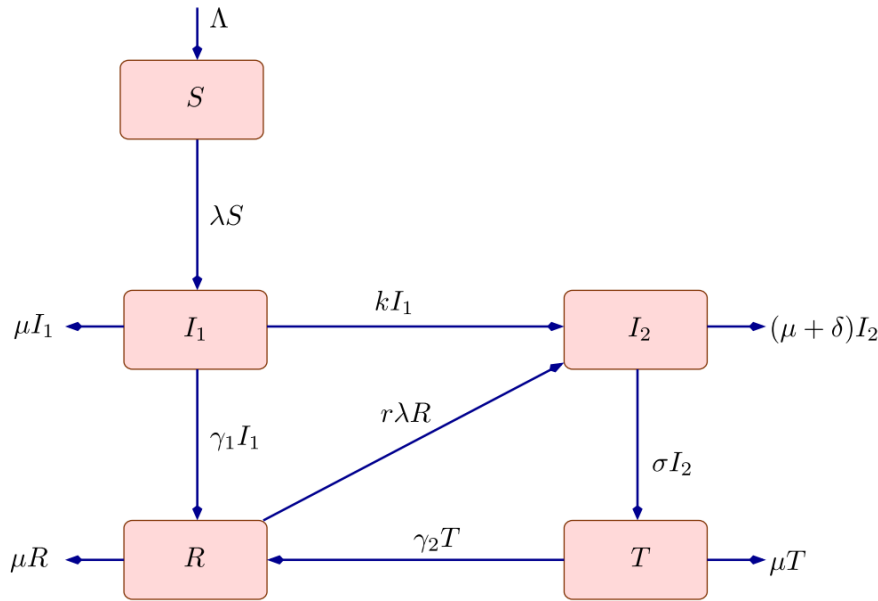 Λ
S
λS
μI₁
I₁
kI₁
I₂
(μ + δ)I₂
γ₁I₁
rλR
σI₂
μR
R
γ₂T
T
μT